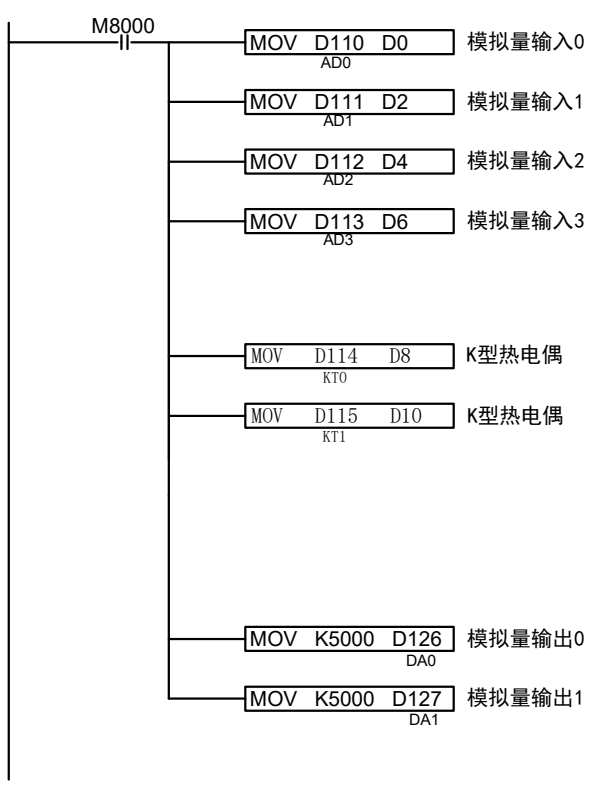 M8000
MOV D110 D0 模拟量输入0
AD0
MOV D111 D2 模拟量输入1
AD1
MOV D112 D4 模拟量输入2
AD2
MOV D113 D6 模拟量输入3
AD3
MOV D114 D8 K型热电偶
KT0
MOV D115 D10 K型热电偶
KT1
MOV K5000 D126 模拟量输出0
DA0
MOV K5000 D127 模拟量输出1
DA1